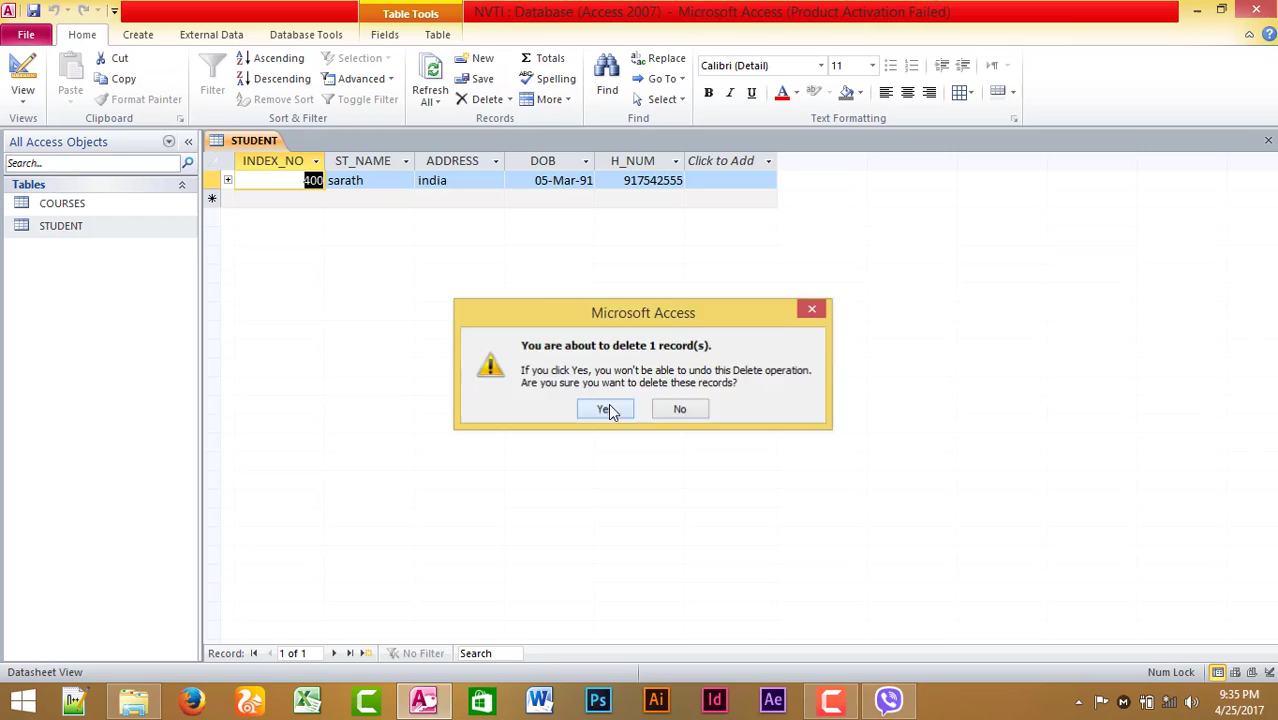 Table Tools
NVTI : Database (Access 2007) - Microsoft Access (Product Activation Failed)
File Home Create External Data Database Tools Fields Table
View
Views
Paste
Cut
Copy
Format Painter
Clipboard
Filter
Ascending
Descending
Remove Sort
Selection
Advanced
Toggle Filter
Sort & Filter
Refresh
All
New
Save
Delete
Totals
Spelling
More
Records
Find
Replace
Go To
Select
Find
Calibri (Detail) 11
B I U A
Text Formatting
All Access Objects
Search...
Tables
COURSES
STUDENT
STUDENT
INDEX_NO ST_NAME ADDRESS DOB H_NUM Click to Add
400 sarath india 05-Mar-91 917542555
Microsoft Access
You are about to delete 1 record(s).
If you click Yes, you won't be able to undo this Delete operation.
Are you sure you want to delete these records?
Yes No
Record: 1 of 1 No Filter Search
Datasheet View
Num Lock
Ps Ai Id Ae
9:35 PM
4/25/2017